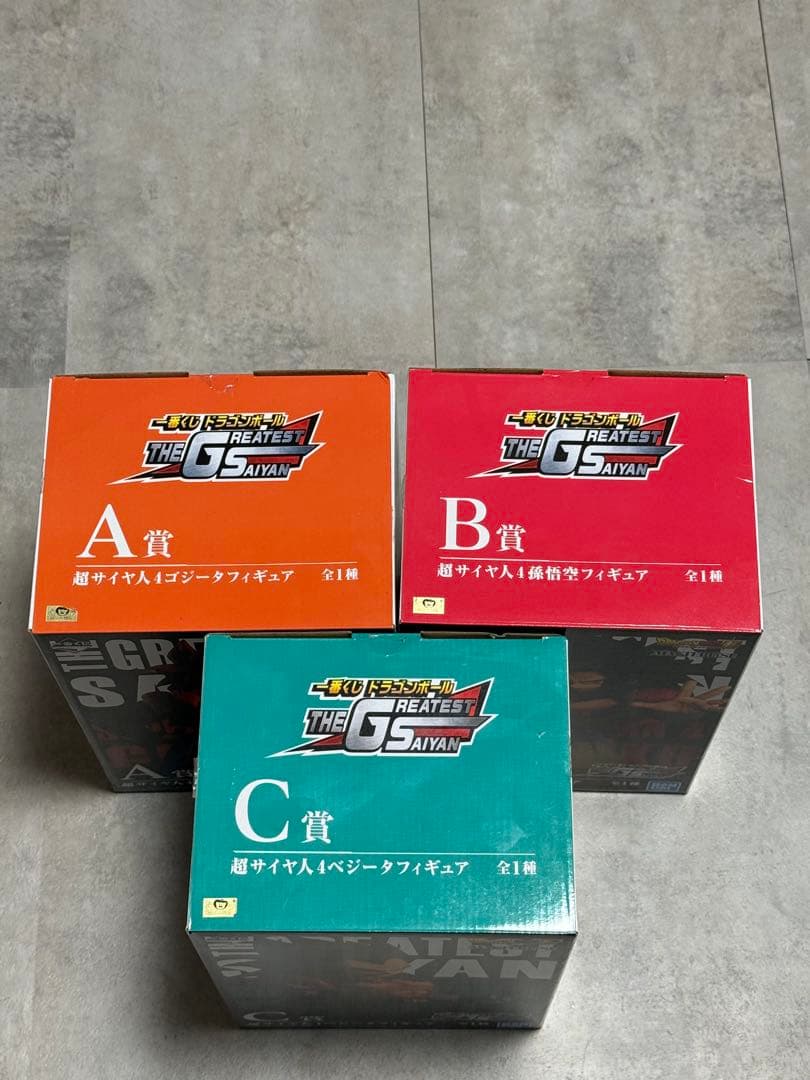 一番くじ ドラゴンボール
THE GREATEST SAIYAN
A賞
超サイヤ人4ゴジータフィギュア 全1種
一番くじ ドラゴンボール
THE GREATEST SAIYAN
B賞
超サイヤ人4孫悟空フィギュア 全1種
一番くじ ドラゴンボール
THE GREATEST SAIYAN
C賞
超サイヤ人4ベジータフィギュア 全1種